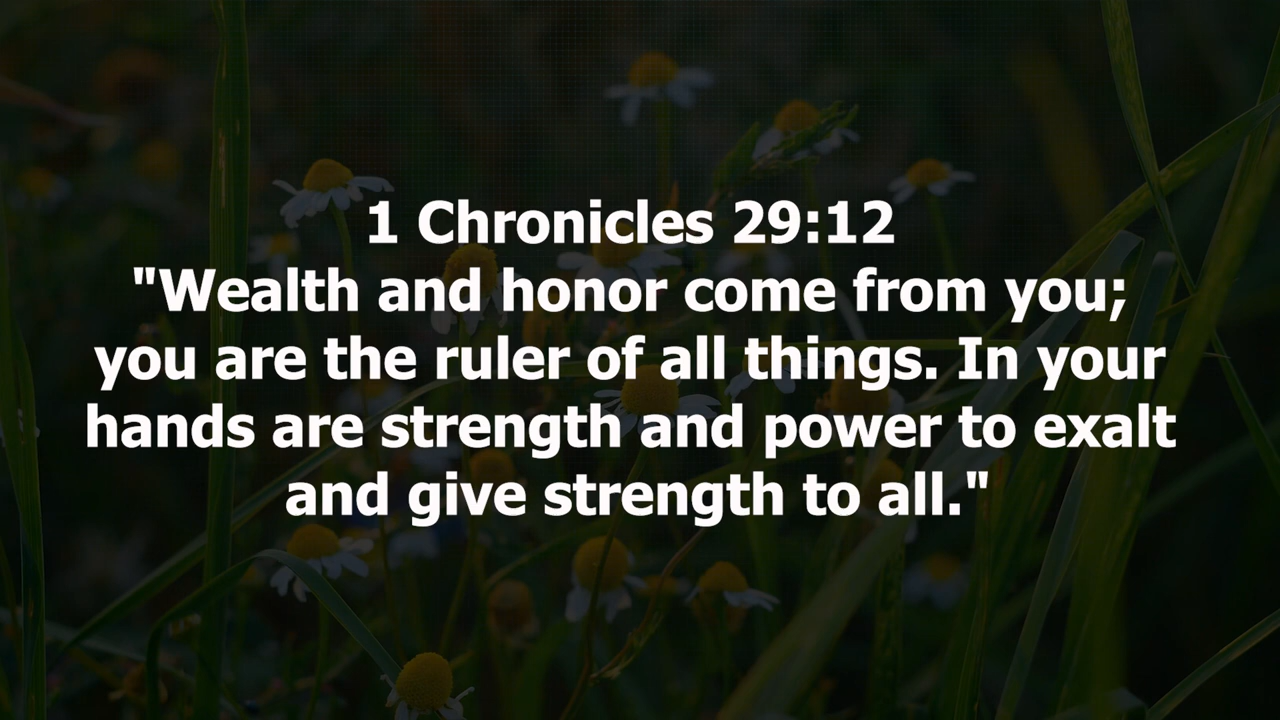 1 Chronicles 29:12
"Wealth and honor come from you;
you are the ruler of all things. In your
hands are strength and power to exalt
and give strength to all."